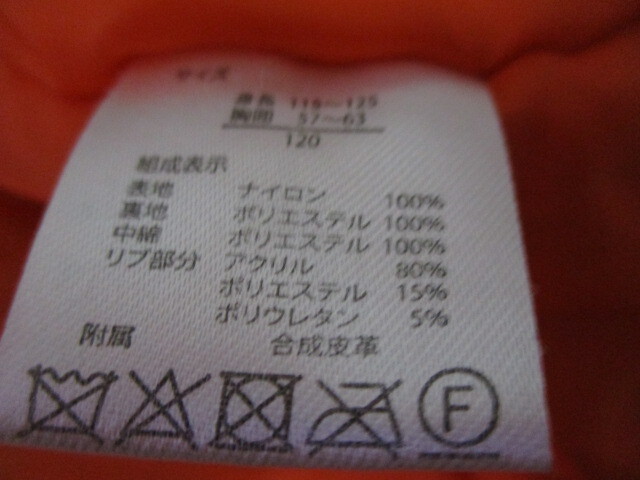 サイズ
身長 115~125
胸囲 57~63
120
組成表示
表地 ナイロン 100%
裏地 ポリエステル 100%
中綿 ポリエステル 100%
リブ部分 アクリル 80%
ポリエステル 15%
ポリウレタン 5%
附属 合成皮革
F